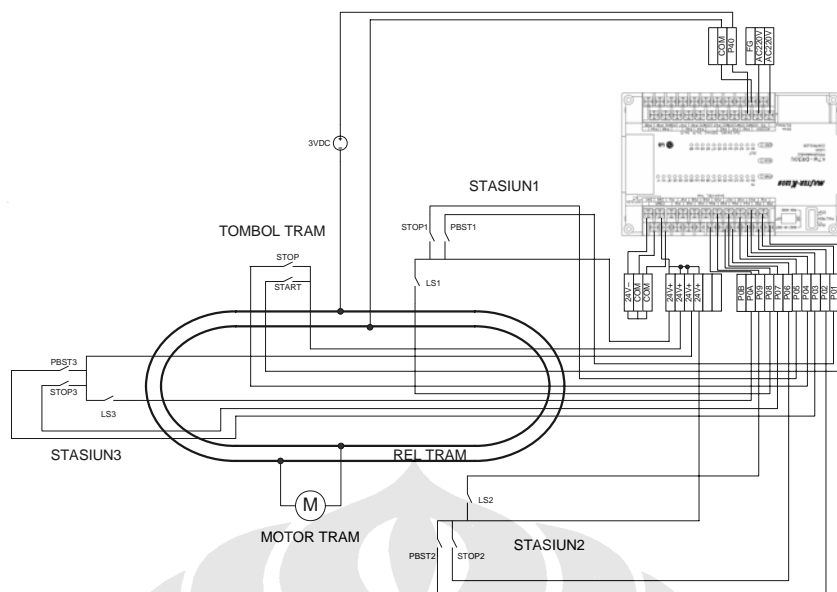 COM
P40
FG
AC220V
AC220V
3VDC
STASIUN1
TOMBOL TRAM
STOP1
PBST1
STOP
START
LS1
24V-
COM
COM
24V+
24V+
24V+
24V+
P0B
P0A
P09
P08
P07
P06
P05
P04
P03
P02
P01
PBST3
STOP3
LS3
STASIUN3
REL TRAM
M
MOTOR TRAM
LS2
PBST2
STOP2
STASIUN2